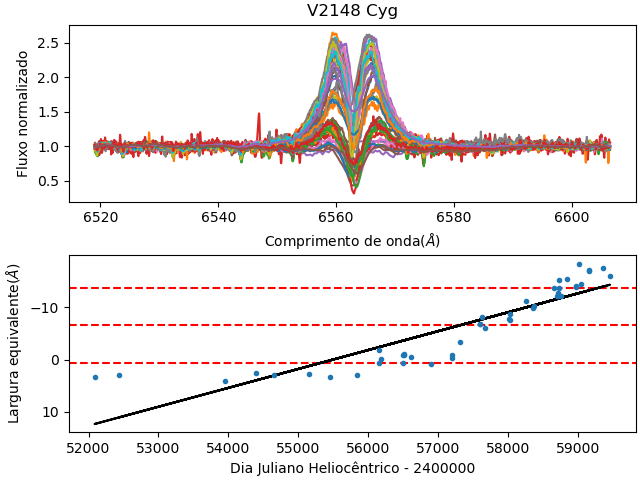 V2148 Cyg
Fluxo normalizado
2.5
2.0
1.5
1.0
0.5
6520 6540 6560 6580 6600
Comprimento de onda(Å)
Largura equivalente(Å)
−10
0
10
52000 53000 54000 55000 56000 57000 58000 59000
Dia Juliano Heliocêntrico - 2400000